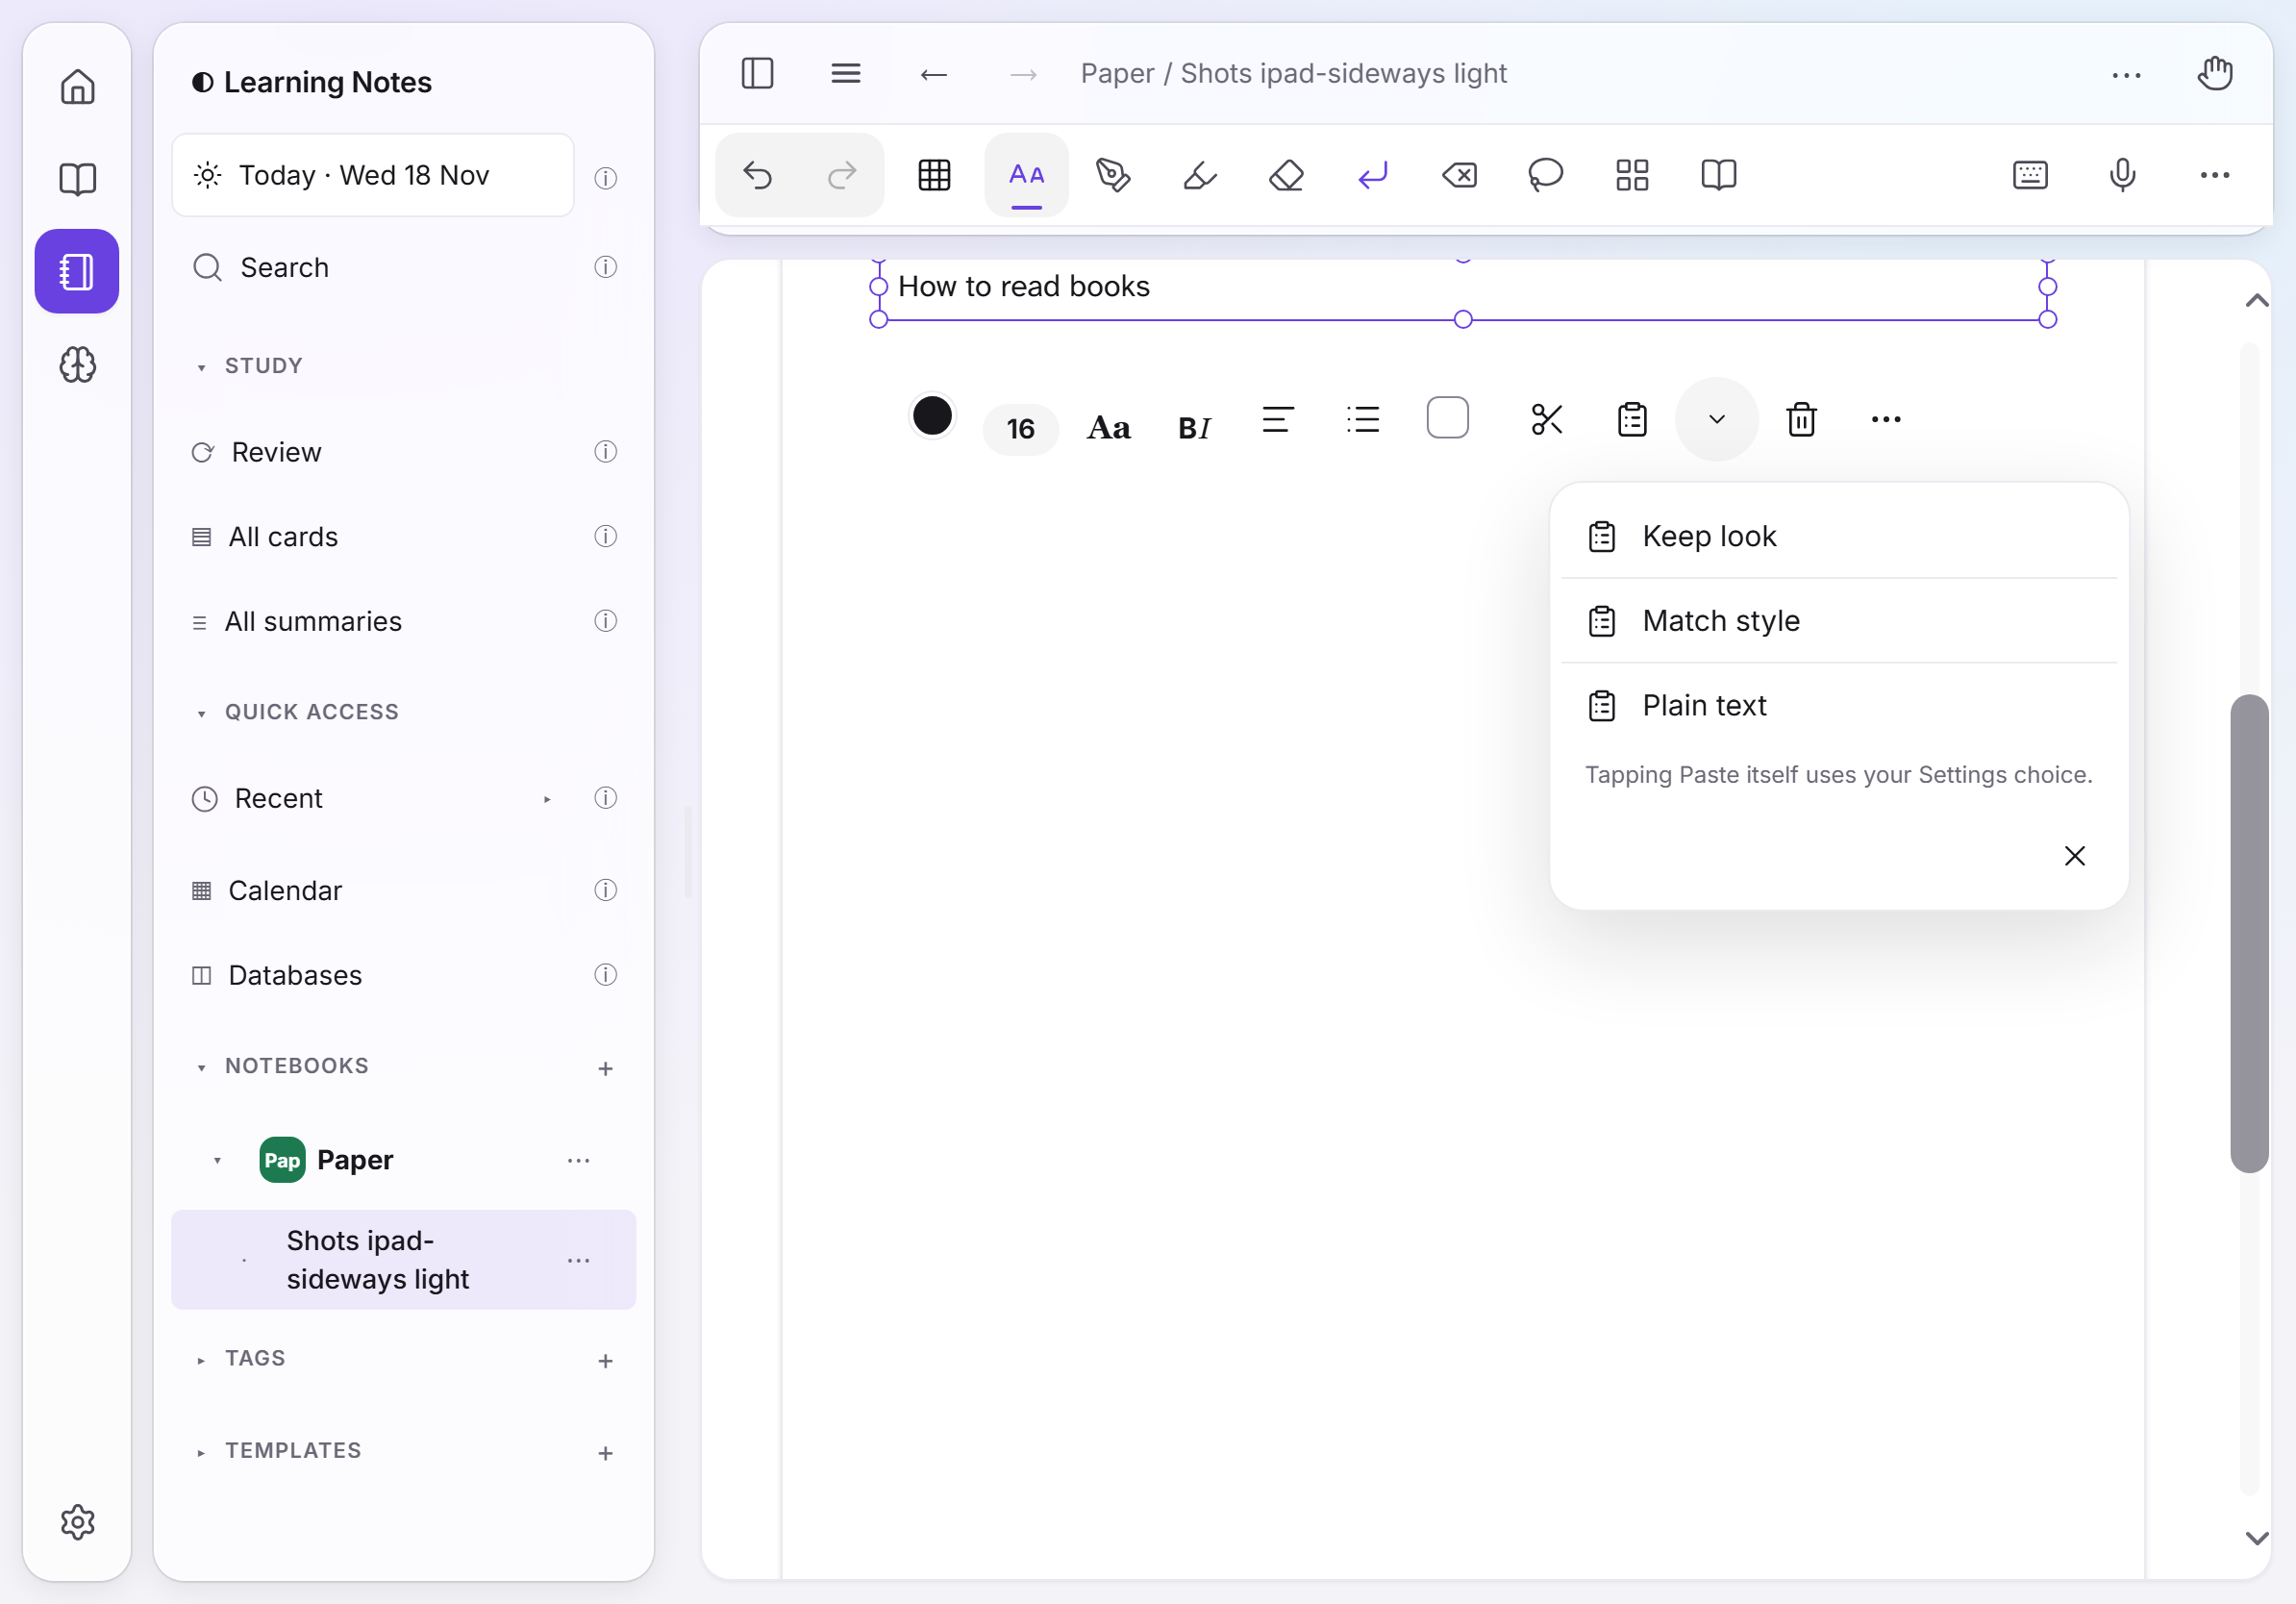 Learning Notes
Today · Wed 18 Nov
Search
STUDY
Review
All cards
All summaries
QUICK ACCESS
Recent
Calendar
Databases
NOTEBOOKS
Pap Paper
Shots ipad-
sideways light
TAGS
TEMPLATES
Paper / Shots ipad-sideways light
AA
How to read books
16 Aa BI
Keep look
Match style
Plain text
Tapping Paste itself uses your Settings choice.